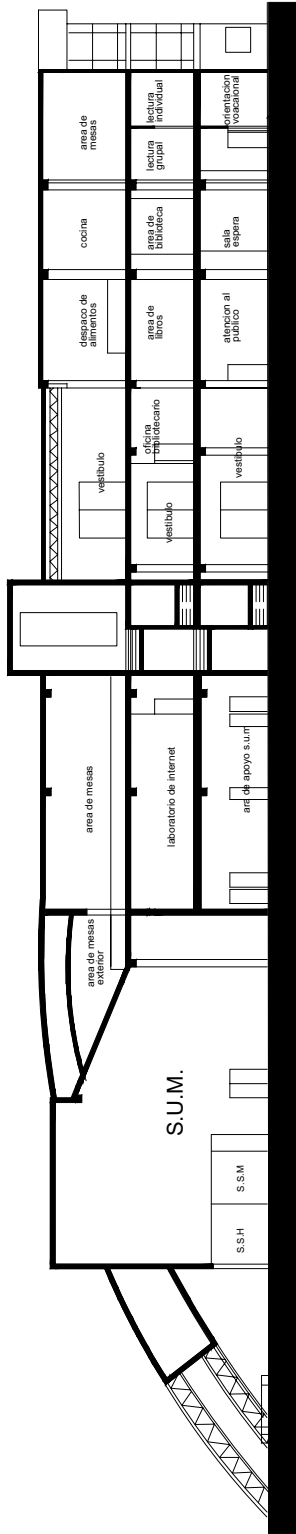 area de mesas
exterior
area de mesas
vestibulo
despaco de
alimentos
cocina
area de
mesas
S.U.M.
laboratorio de internet
vestibulo
oficina
bibliotecario
area de
libros
area de
biblioteca
lectura
grupal
lectura
individual
S.S.H
S.S.M
ara de apoyo s.u.m
vestibulo
atencion al
publico
sala
espera
orientacion
voacaional